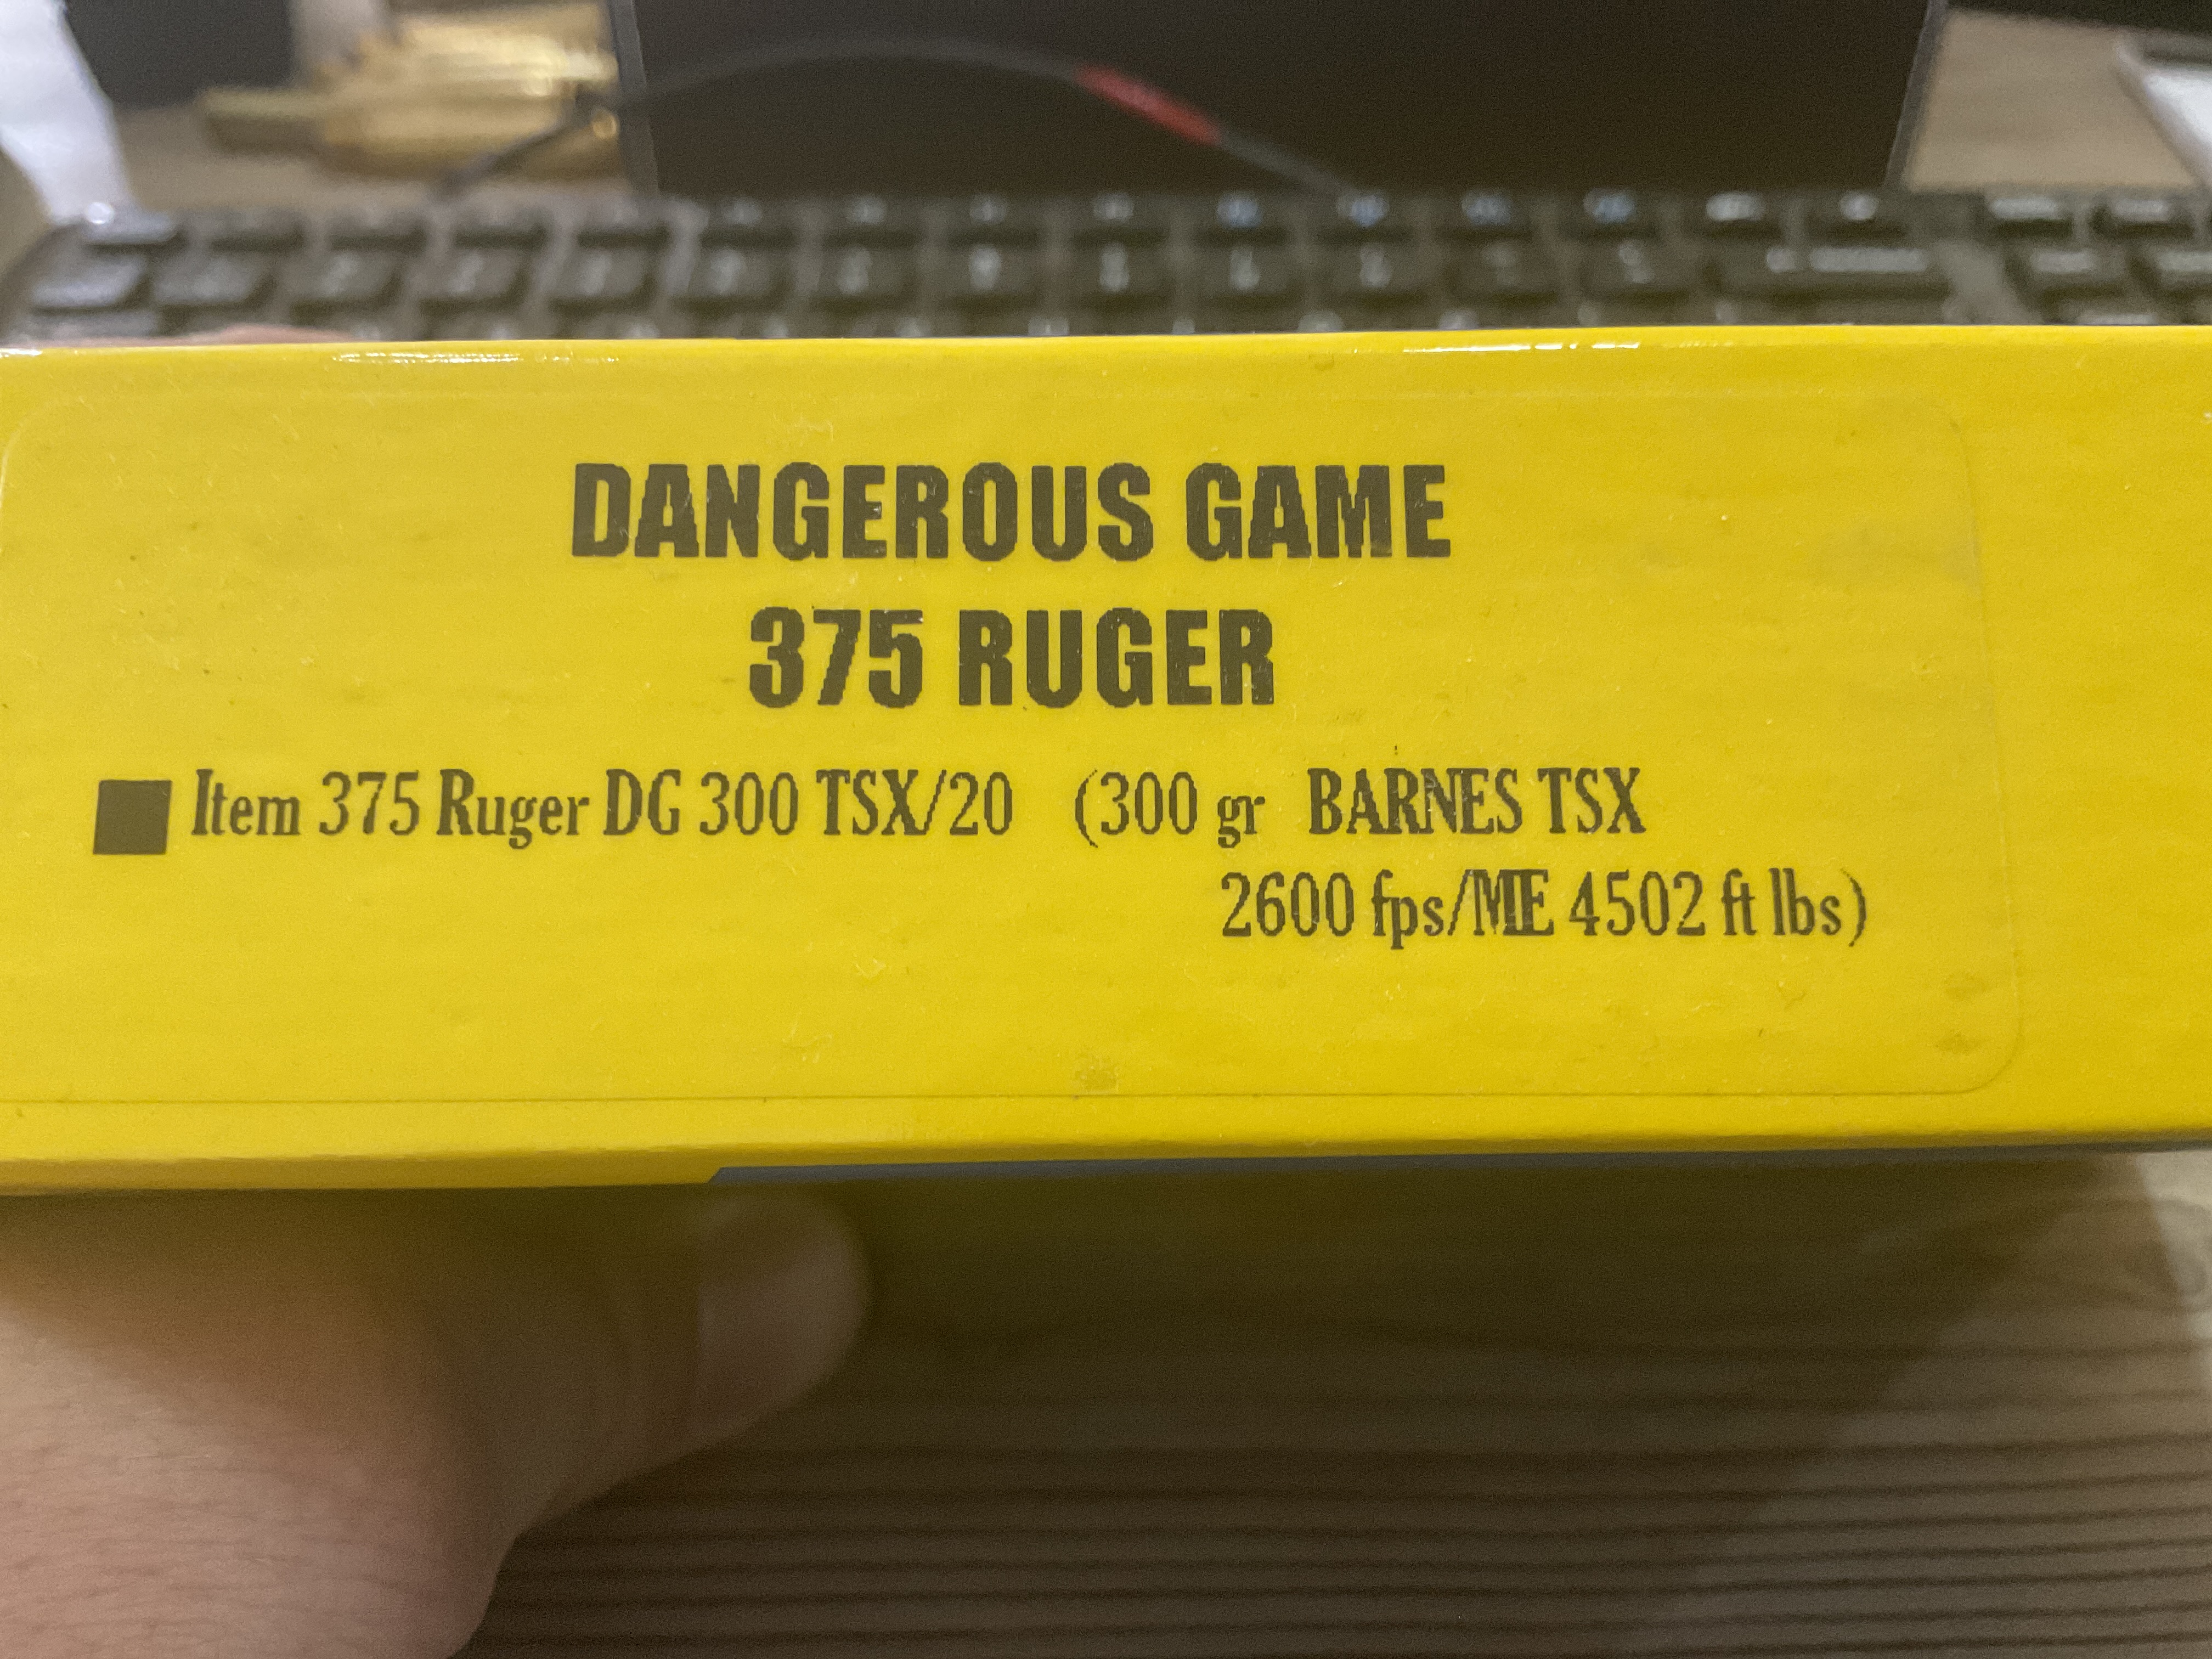 DANGEROUS GAME
375 RUGER
Item 375 Ruger DG 300 TSX/20 (300 gr BARNES TSX
2600 fps/ME 4502 ft lbs)